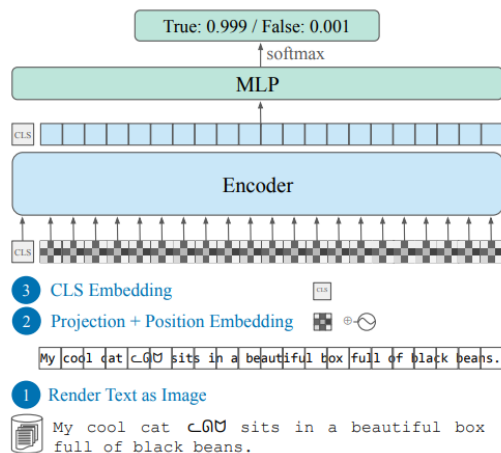 True: 0.999 / False: 0.001
softmax
MLP
CLS
Encoder
CLS
3 CLS Embedding CLS
2 Projection + Position Embedding
My cool cat ᓚᘏᗢ sits in a beautiful box full of black beans.
1 Render Text as Image
My cool cat ᓚᘏᗢ sits in a beautiful box
full of black beans.